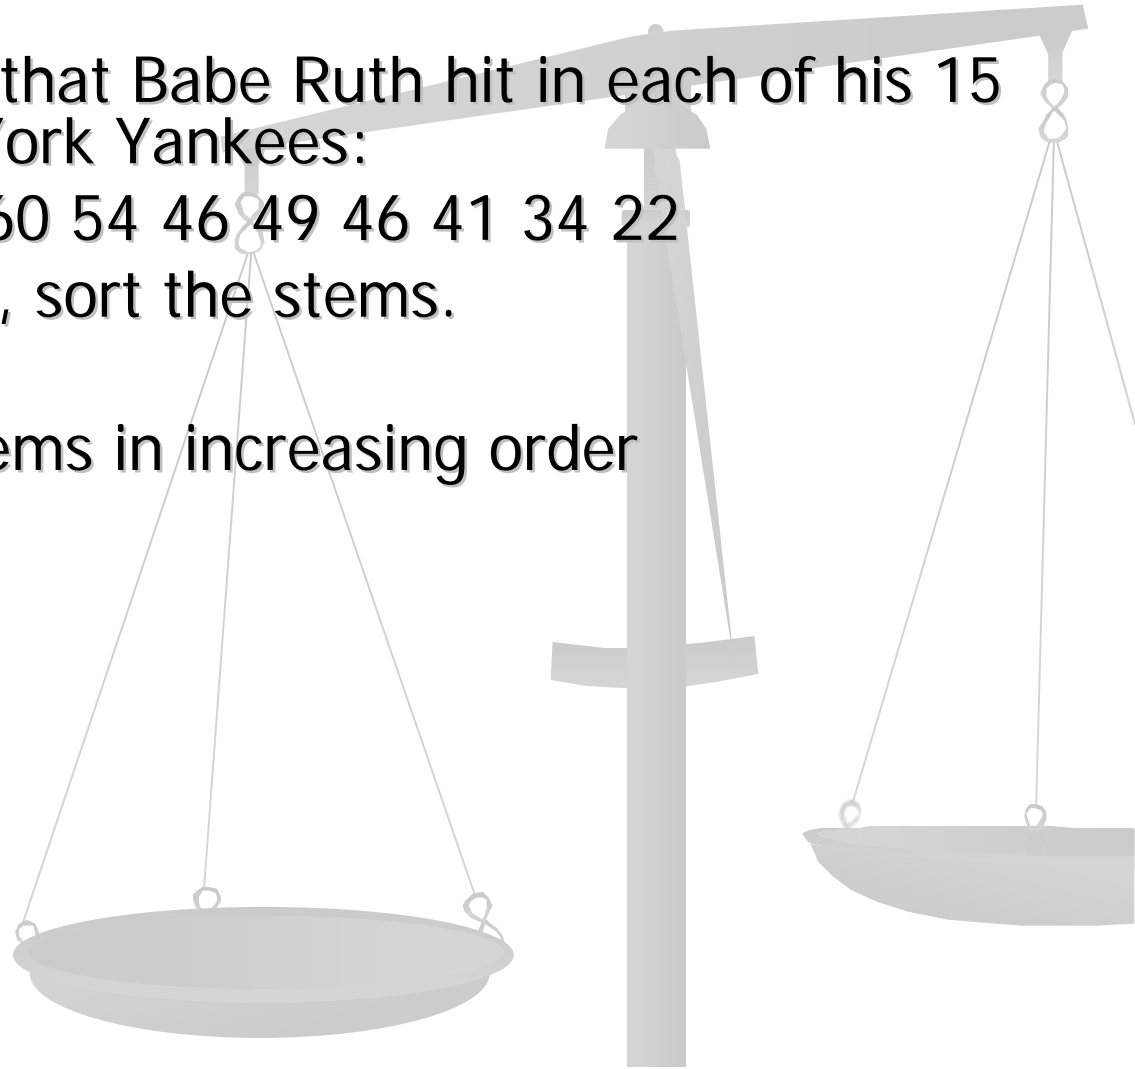 that Babe Ruth hit in each of his 15
ork Yankees:
60 54 46 49 46 41 34 22
, sort the stems.
ems in increasing order